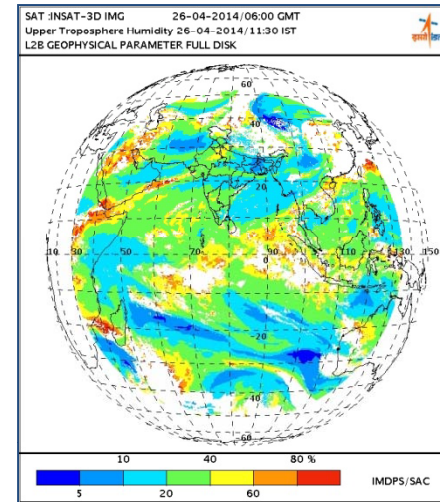 SAT :INSAT-3D IMG 26-04-2014/06:00 GMT
Upper Troposphere Humidity 26-04-2014/11:30 IST
L2B GEOPHYSICAL PARAMETER FULL DISK
60
40
20
10 30 50 70 90 110 130 150
0
-20
-40
-60
10 40 80 %
5 20 60
IMDPS/SAC